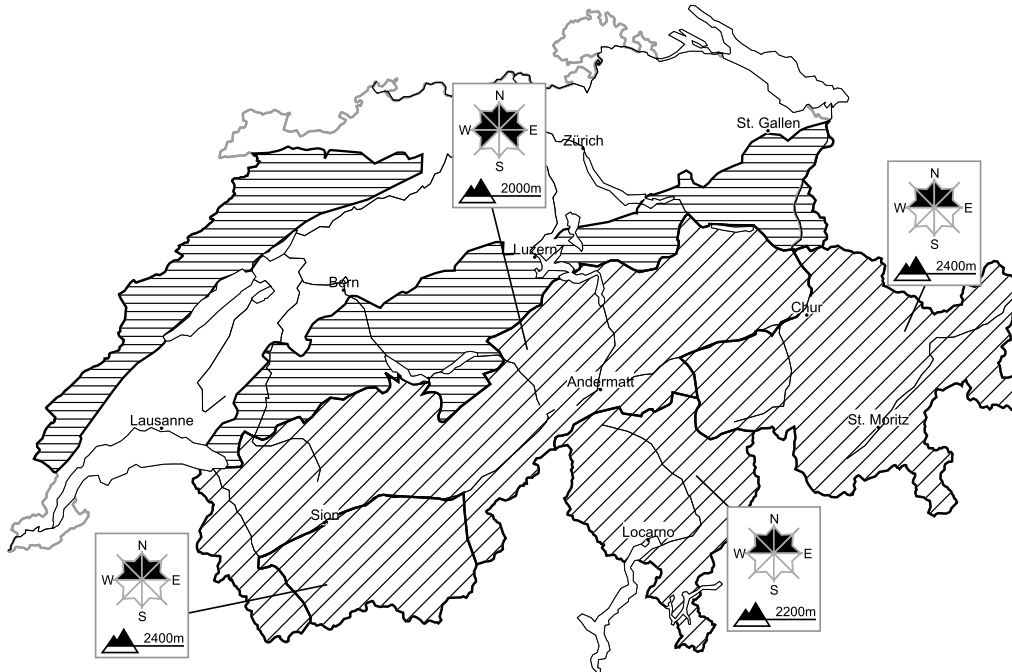 N
W E
S
2000m
Zürich
St. Gallen
N
W E
S
2400m
Luzern
Bern
Chur
Andermatt
Lausanne
St. Moritz
Sion
Locarno
N
W E
S
2400m
N
W E
S
2200m